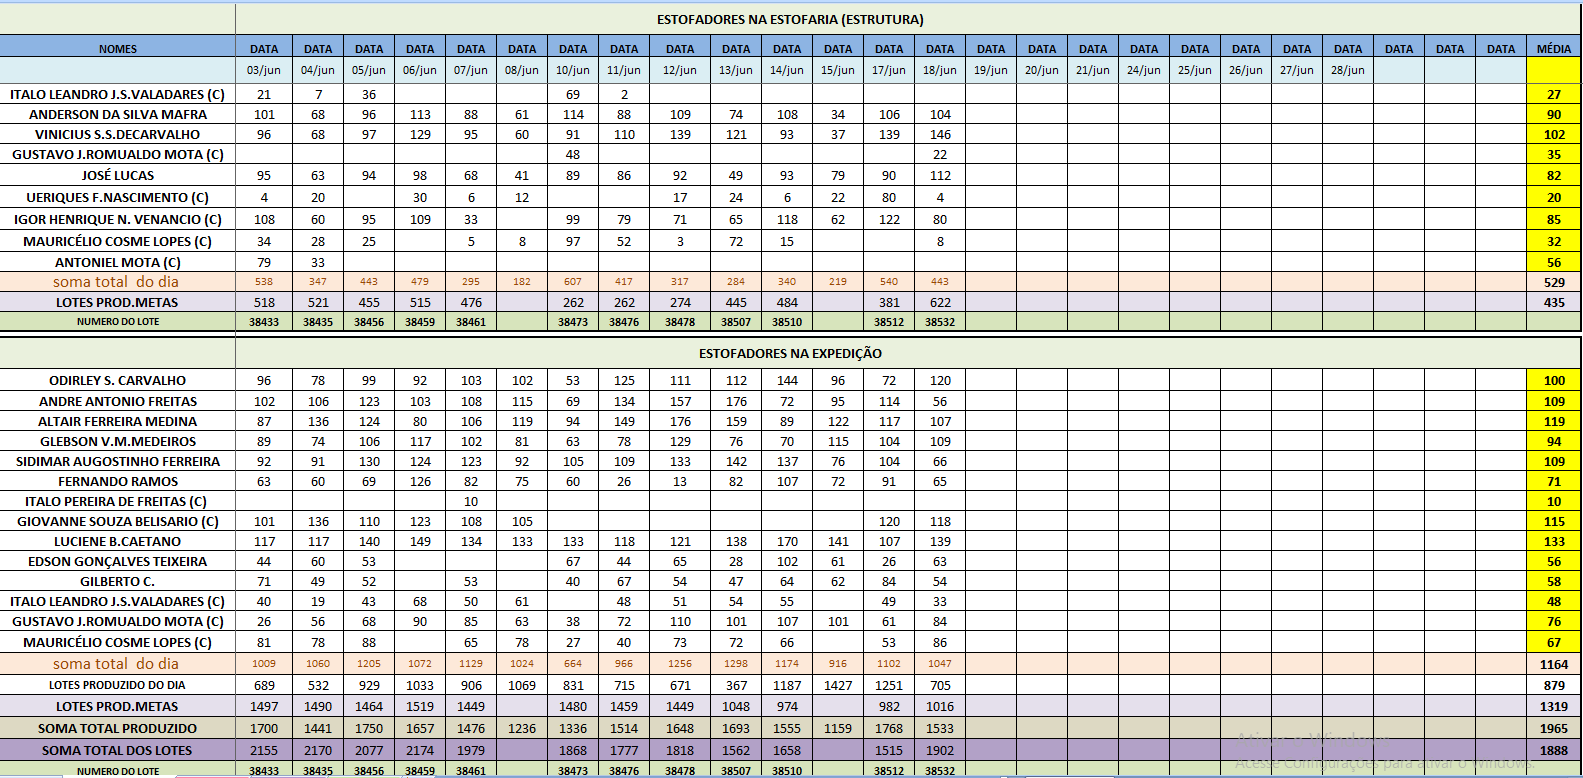 ESTOFADORES NA ESTOFARIA (ESTRUTURA)
NOMES DATA DATA DATA DATA DATA DATA DATA DATA DATA DATA DATA DATA DATA DATA DATA DATA DATA DATA DATA DATA DATA DATA DATA DATA DATA MÉDIA
03/jun 04/jun 05/jun 06/jun 07/jun 08/jun 10/jun 11/jun 12/jun 13/jun 14/jun 15/jun 17/jun 18/jun 19/jun 20/jun 21/jun 24/jun 25/jun 26/jun 27/jun 28/jun
ITALO LEANDRO J.S.VALADARES (C) 21 7 36 69 2 27
ANDERSON DA SILVA MAFRA 101 68 96 113 88 61 114 88 109 74 108 34 106 104 90
VINICIUS S.S.DECARVALHO 96 68 97 129 95 60 91 110 139 121 93 37 139 146 102
GUSTAVO J.ROMUALDO MOTA (C) 48 22 35
JOSÉ LUCAS 95 63 94 98 68 41 89 86 92 49 93 79 90 112 82
UERIQUES F.NASCIMENTO (C) 4 20 30 6 12 17 24 6 22 80 4 20
IGOR HENRIQUE N. VENANCIO (C) 108 60 95 109 33 99 79 71 65 118 62 122 80 85
MAURICÉLIO COSME LOPES (C) 34 28 25 5 8 97 52 3 72 15 8 32
ANTONIEL MOTA (C) 79 33 56
soma total do dia 538 347 443 479 295 182 607 417 317 284 340 219 540 443 529
LOTES PROD.METAS 518 521 455 515 476 262 262 274 445 484 381 622 435
NUMERO DO LOTE 38433 38435 38456 38459 38461 38473 38476 38478 38507 38510 38512 38532
ESTOFADORES NA EXPEDIÇÃO
ODIRLEY S. CARVALHO 96 78 99 92 103 102 53 125 111 112 144 96 72 120 100
ANDRE ANTONIO FREITAS 102 106 123 103 108 115 69 134 157 176 72 95 114 56 109
ALTAIR FERREIRA MEDINA 87 136 124 80 106 119 94 149 176 159 89 122 117 107 119
GLEBSON V.M.MEDEIROS 89 74 106 117 102 81 63 78 129 76 70 115 104 109 94
SIDIMAR AUGOSTINHO FERREIRA 92 91 130 124 123 92 105 109 133 142 137 76 104 66 109
FERNANDO RAMOS 63 60 69 126 82 75 60 26 13 82 107 72 91 65 71
ITALO PEREIRA DE FREITAS (C) 10 10
GIOVANNE SOUZA BELISARIO (C) 101 136 110 123 108 105 120 118 115
LUCIENE B.CAETANO 117 117 140 149 134 133 133 118 121 138 170 141 107 139 133
EDSON GONÇALVES TEIXEIRA 44 60 53 67 44 65 28 102 61 26 63 56
GILBERTO C. 71 49 52 53 40 67 54 47 64 62 84 54 58
ITALO LEANDRO J.S.VALADARES (C) 40 19 43 68 50 61 48 51 54 55 49 33 48
GUSTAVO J.ROMUALDO MOTA (C) 26 56 68 90 85 63 38 72 110 101 107 101 61 84 76
MAURICÉLIO COSME LOPES (C) 81 78 88 65 78 27 40 73 72 66 53 86 67
soma total do dia 1009 1060 1205 1072 1129 1024 664 966 1256 1298 1174 916 1102 1047 1164
LOTES PRODUZIDO DO DIA 689 532 929 1033 906 1069 831 715 671 367 1187 1427 1251 705 879
LOTES PROD.METAS 1497 1490 1464 1519 1449 1480 1459 1449 1048 974 982 1016 1319
SOMA TOTAL PRODUZIDO 1700 1441 1750 1657 1476 1236 1336 1514 1648 1693 1555 1159 1768 1533 1965
SOMA TOTAL DOS LOTES 2155 2170 2077 2174 1979 1868 1777 1818 1562 1658 1515 1902 1888
Ativar o Windows
NUMERO DO LOTE 38433 38435 38456 38459 38461 38473 38476 38478 38507 38510 38512 38532
Acesse Configurações para ativar o Windows.